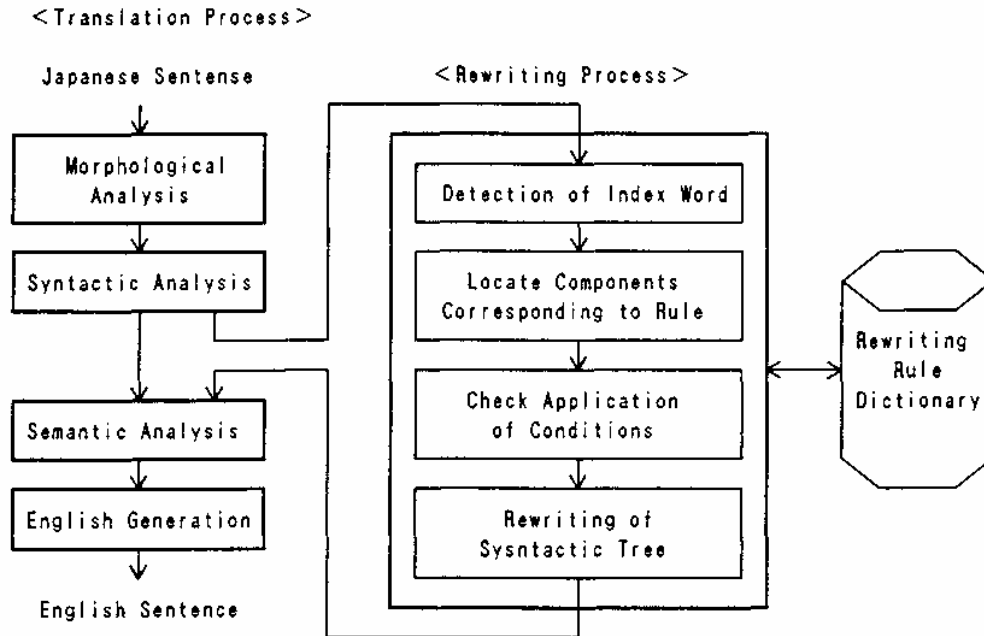 <Translation Process>
Japanese Sentense
Morphological
Analysis
Syntactic Analysis
Semantic Analysis
English Generation
English Sentence
<Rewriting Process>
Detection of Index Word
Locate Components
Corresponding to Rule
Check Application
of Conditions
Rewriting of
Sysntactic Tree
Rewriting
Rule
Dictionary